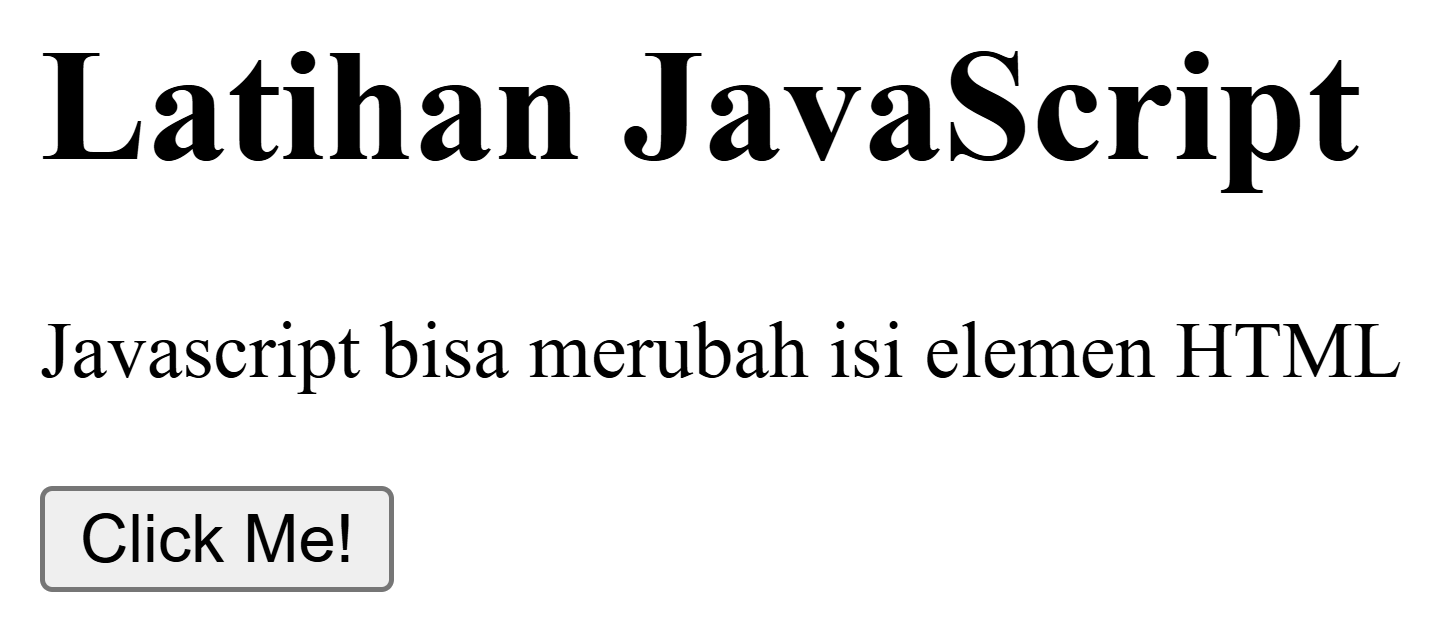 Latihan JavaScript
Javascript bisa merubah isi elemen HTML
Click Me!